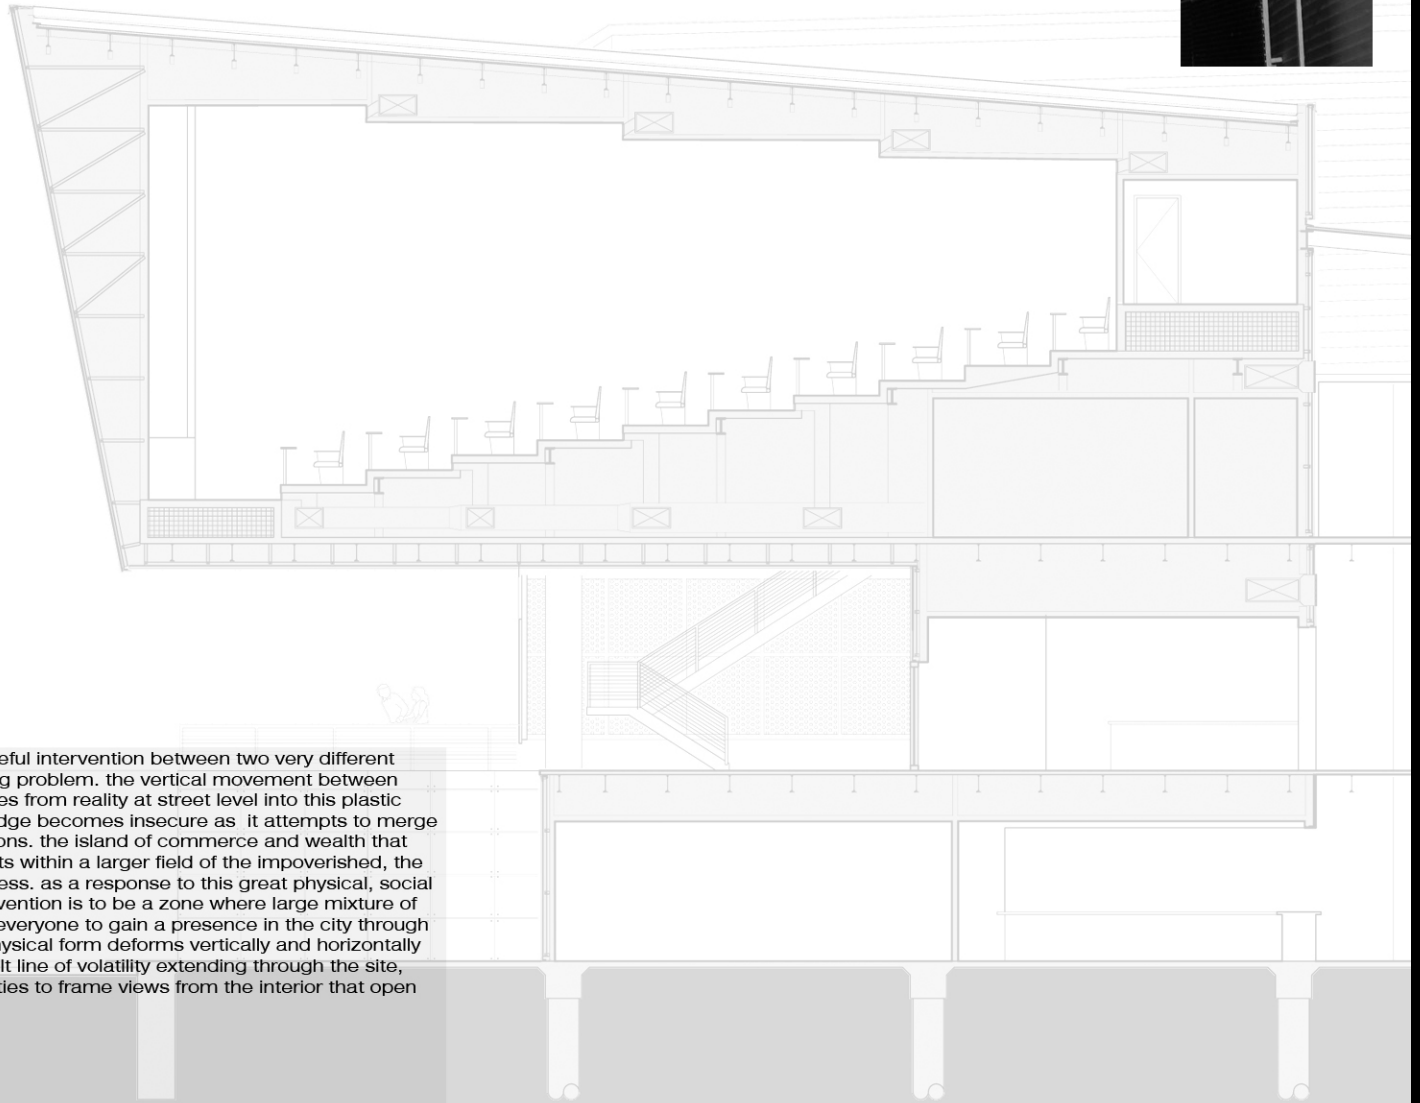 eful intervention between two very different
g problem. the vertical movement between
es from reality at street level into this plastic
dge becomes insecure as  it attempts to merge
ons. the island of commerce and wealth that
ts within a larger field of the impoverished, the
ess. as a response to this great physical, social
vention is to be a zone where large mixture of
everyone to gain a presence in the city through
ysical form deforms vertically and horizontally
lt line of volatility extending through the site,
ties to frame views from the interior that open